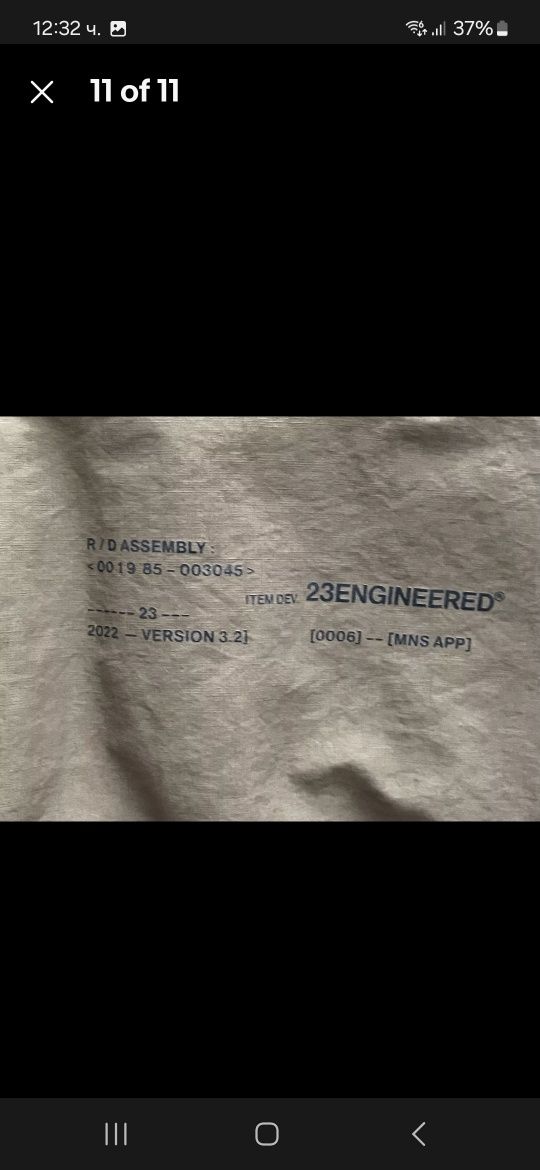 12:32 ч. 37%
11 of 11
R/D ASSEMBLY:
<0019 85 – 003045>
ITEM DEV. 23ENGINEERED®
------ 23 ---
2022 – VERSION 3.2]
[0006] -- [MNS APP]